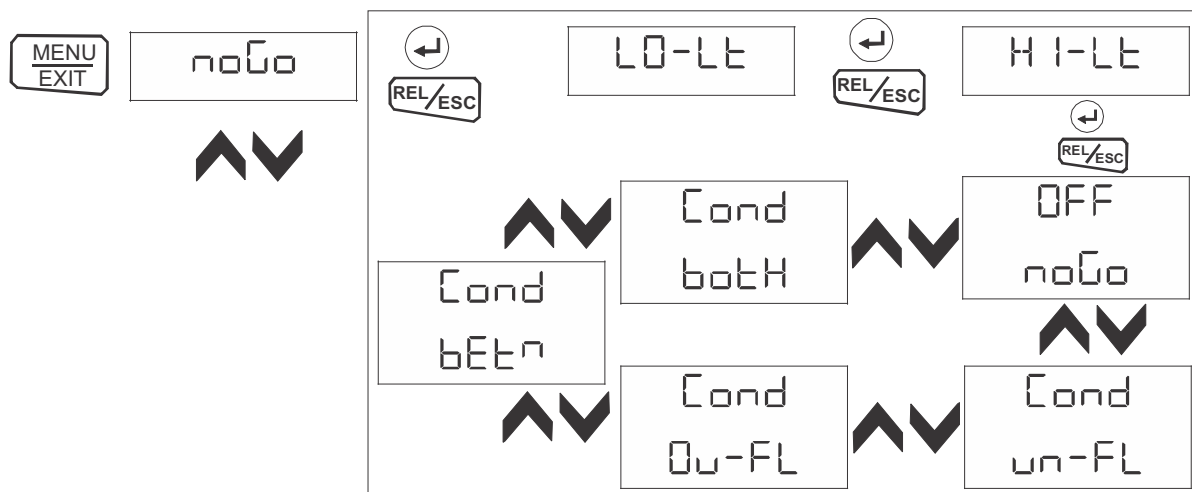 MENU
EXIT
noGo
REL/ESC
LO-Lt
REL/ESC
HI-Lt
REL/ESC
Cond
botH
OFF
noGo
Cond
bEtn
Cond
Ov-FL
Cond
un-FL